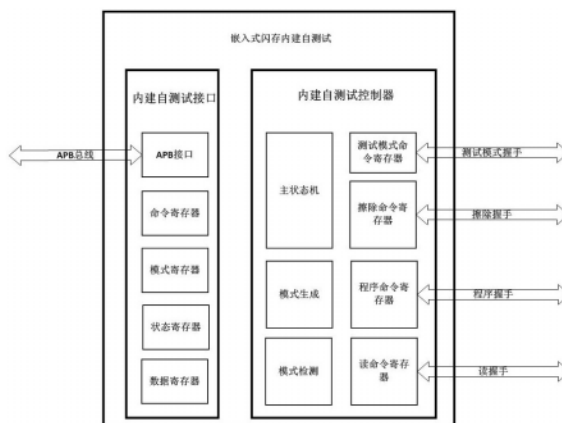 嵌入式闪存内建自测试
内建自测试接口
APB总线
APB接口
命令寄存器
模式寄存器
状态寄存器
数据寄存器
内建自测试控制器
主状态机
测试模式命
令寄存器
测试模式握手
擦除命令寄
存器
擦除握手
模式生成
程序命令寄
存器
程序握手
模式检测
读命令寄存
器
读握手